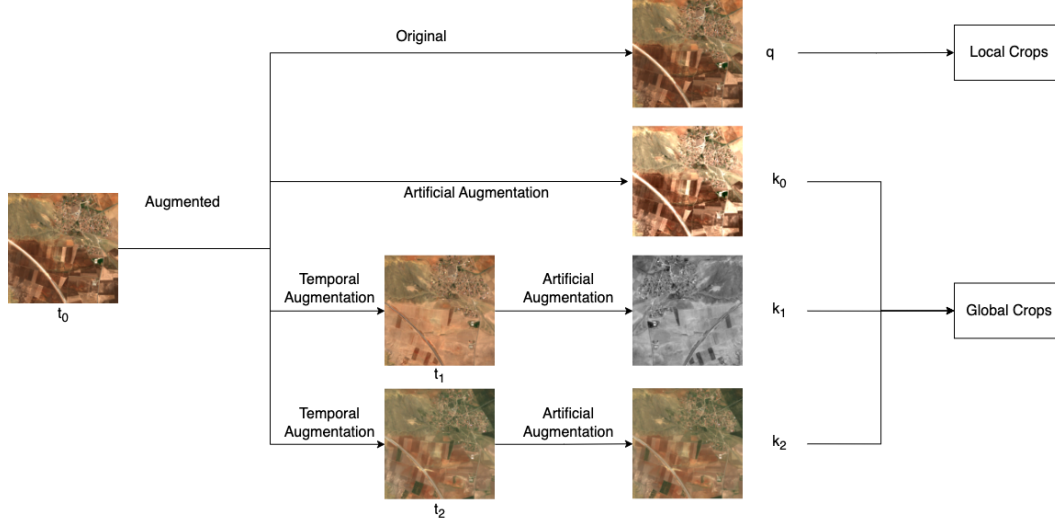 Original
q
Local Crops
Augmented
Artificial Augmentation
k0
t0
Temporal
Augmentation
Artificial
Augmentation
k1
Global Crops
t1
Temporal
Augmentation
Artificial
Augmentation
k2
t2